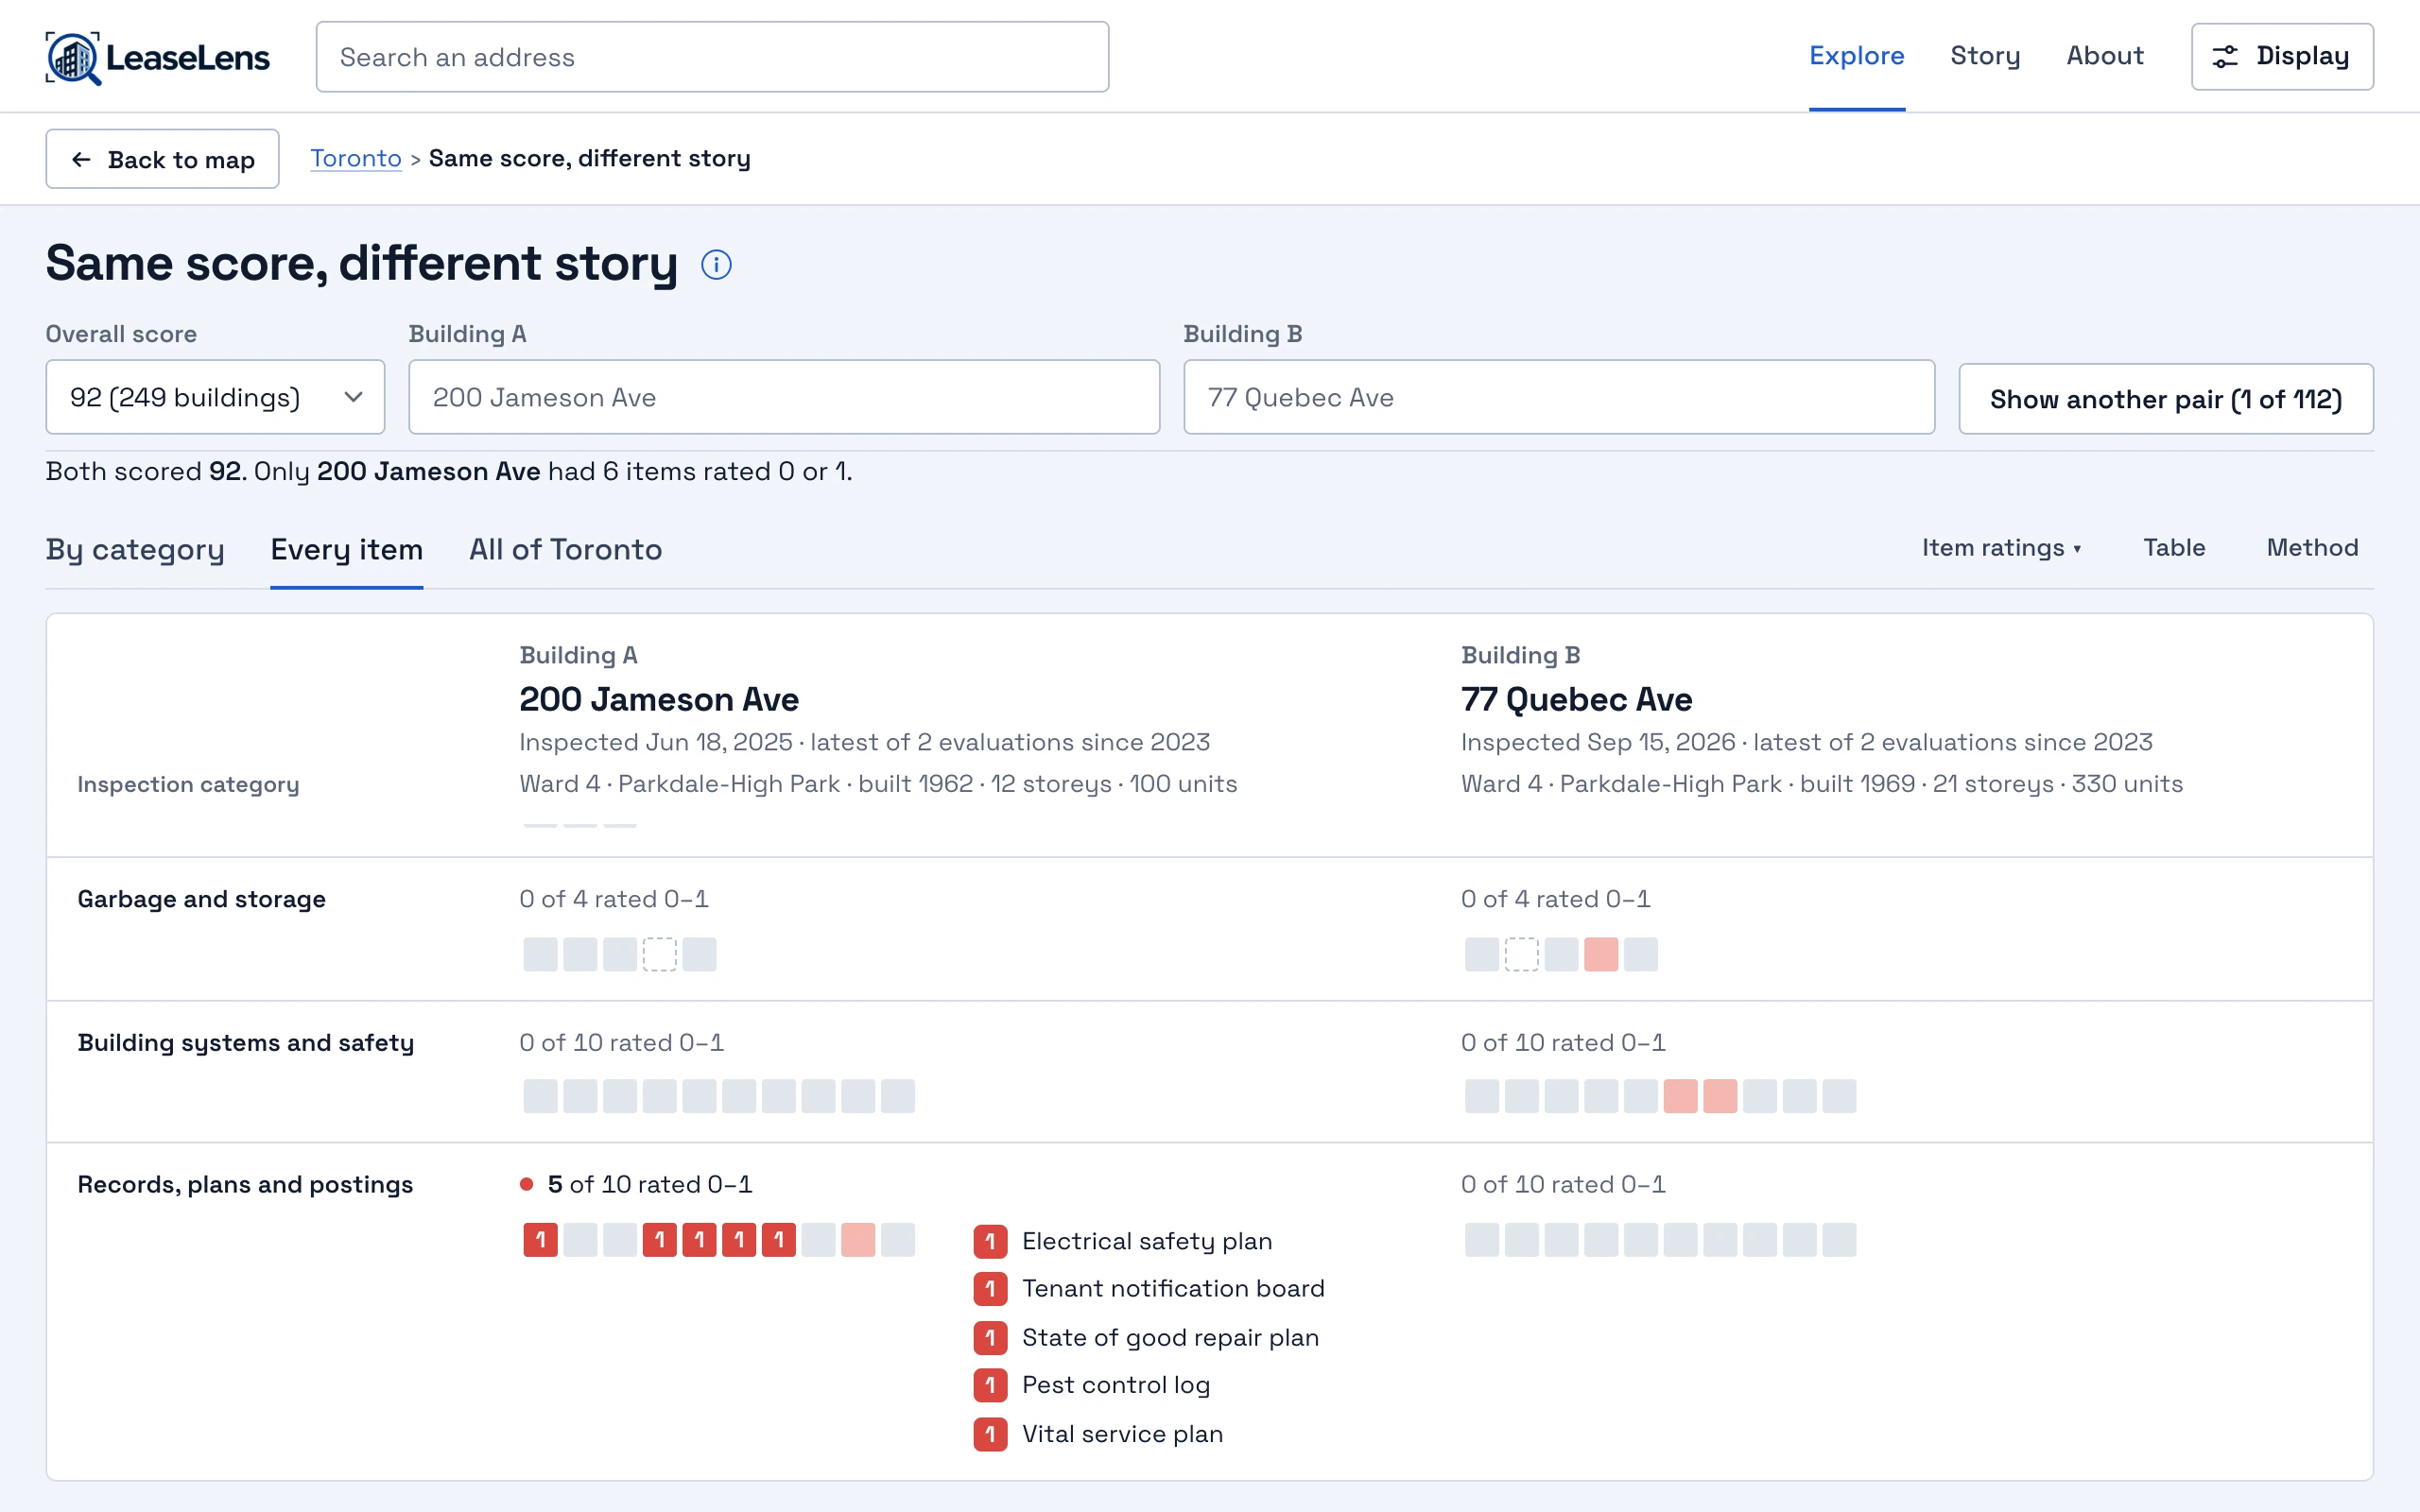 LeaseLens
Search an address
Explore
Story
About
Display
← Back to map
Toronto > Same score, different story
Same score, different story
Overall score
Building A
Building B
92 (249 buildings)
200 Jameson Ave
77 Quebec Ave
Show another pair (1 of 112)
Both scored 92. Only 200 Jameson Ave had 6 items rated 0 or 1.
By category
Every item
All of Toronto
Item ratings ▾
Table
Method
Inspection category
Building A
200 Jameson Ave
Inspected Jun 18, 2025 · latest of 2 evaluations since 2023
Ward 4 · Parkdale-High Park · built 1962 · 12 storeys · 100 units
Building B
77 Quebec Ave
Inspected Sep 15, 2026 · latest of 2 evaluations since 2023
Ward 4 · Parkdale-High Park · built 1969 · 21 storeys · 330 units
Garbage and storage
0 of 4 rated 0–1
0 of 4 rated 0–1
Building systems and safety
0 of 10 rated 0–1
0 of 10 rated 0–1
Records, plans and postings
5 of 10 rated 0–1
1 1 1 1 1
1 Electrical safety plan
1 Tenant notification board
1 State of good repair plan
1 Pest control log
1 Vital service plan
0 of 10 rated 0–1